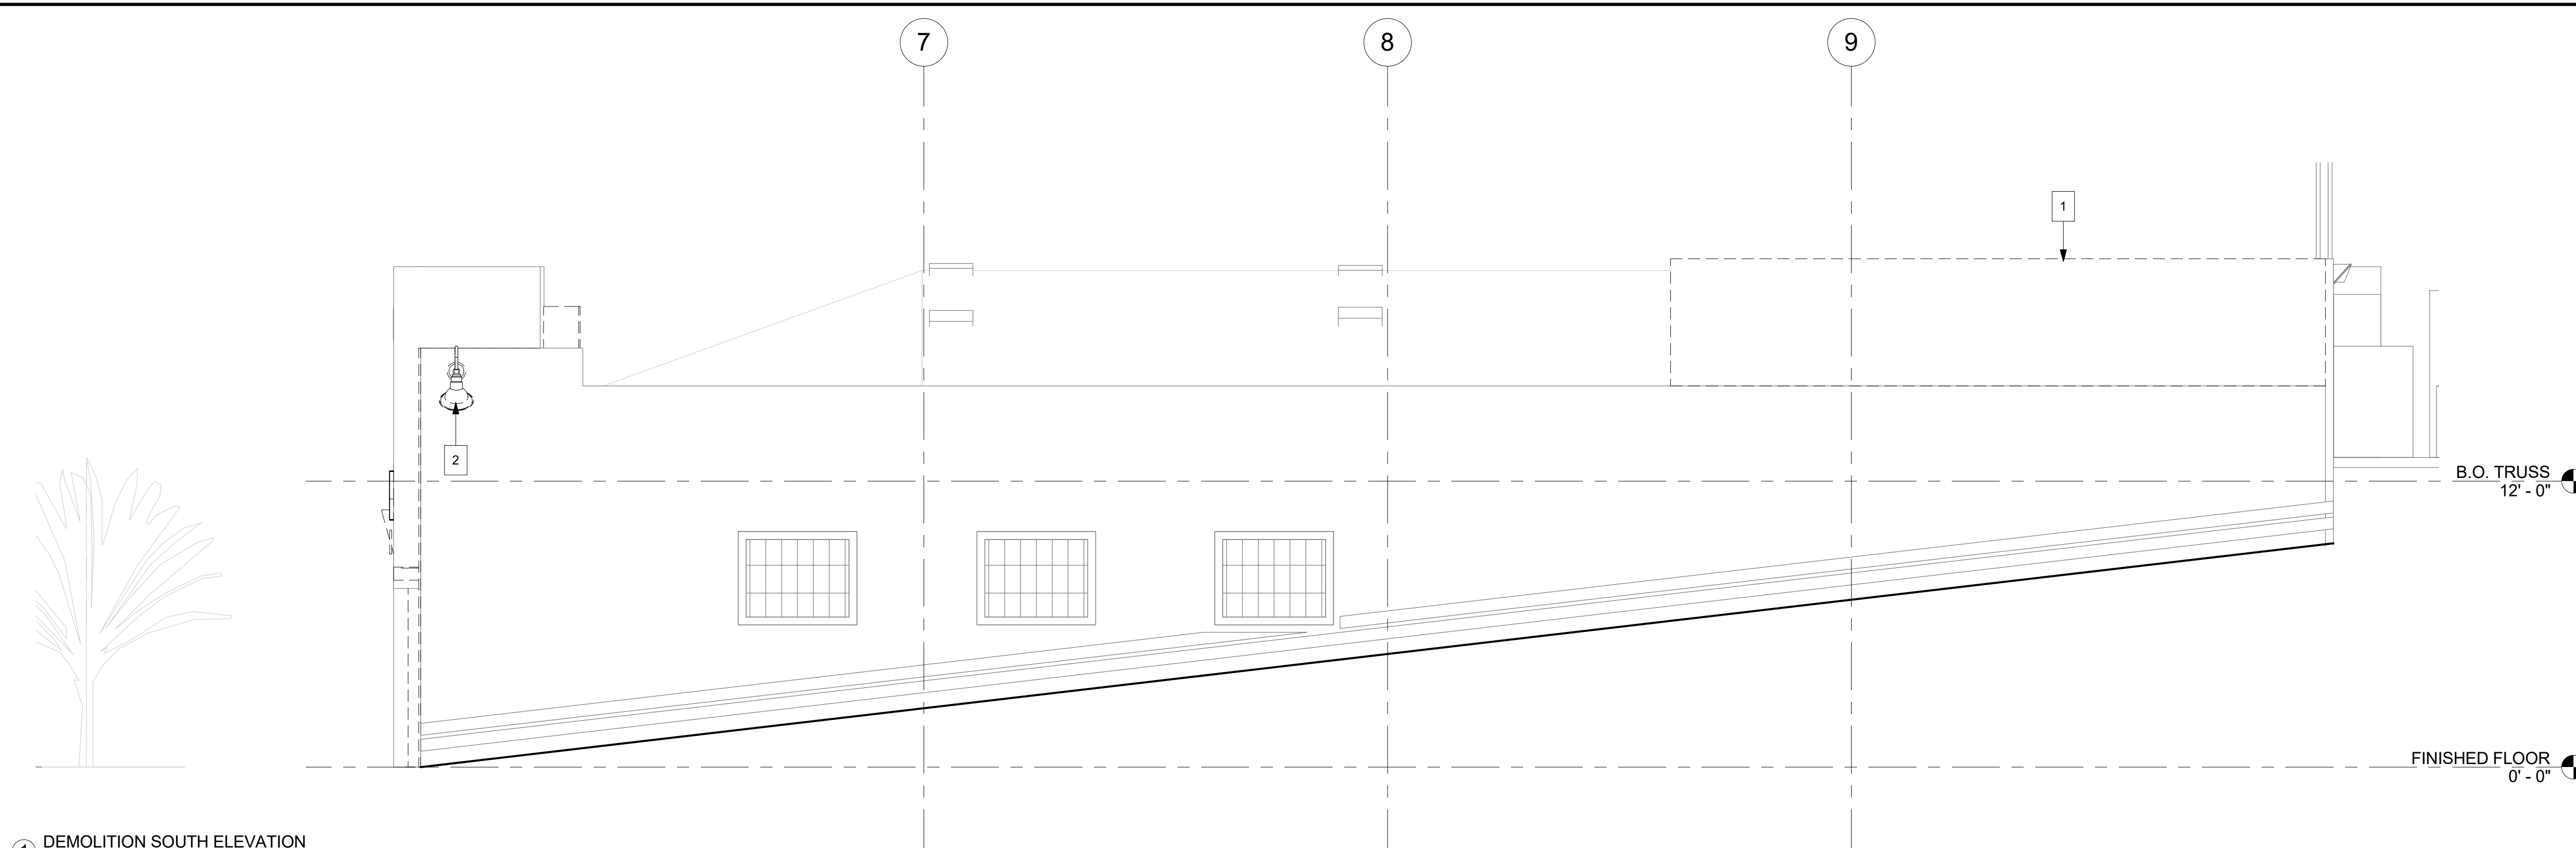 7
8
9
1
2
B.O. TRUSS
12' - 0"
FINISHED FLOOR
0' - 0"
DEMOLITION SOUTH ELEVATION